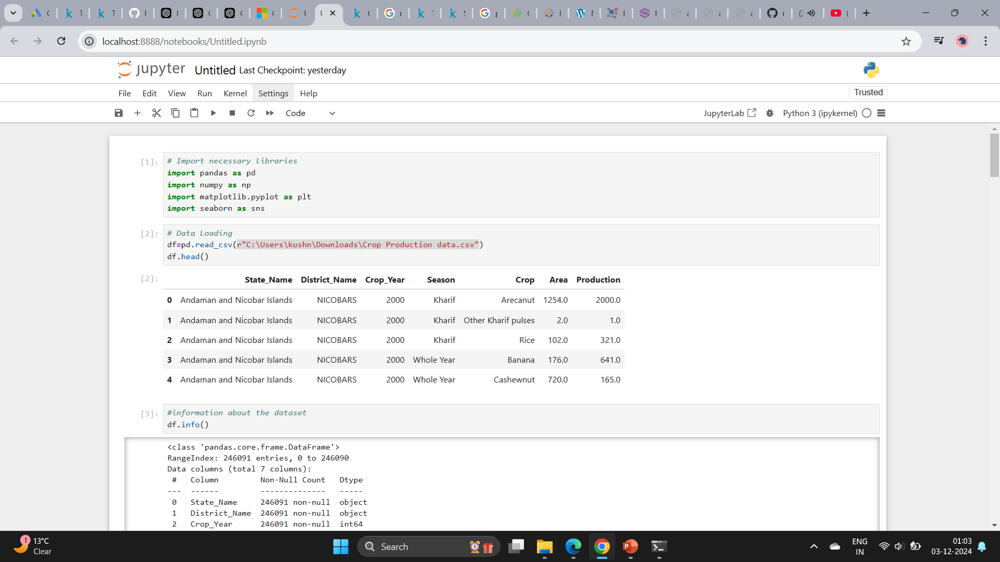 localhost:8888/notebooks/Untitled.ipynb
jupyter Untitled Last Checkpoint: yesterday
File Edit View Run Kernel Settings Help Trusted
Code JupyterLab Python 3 (ipykernel)
[1]: # Import necessary libraries
import pandas as pd
import numpy as np
import matplotlib.pyplot as plt
import seaborn as sns
[2]: # Data Loading
df=pd.read_csv(r"C:\Users\kushn\Downloads\Crop Production data.csv")
df.head()
[2]: State_Name District_Name Crop_Year Season Crop Area Production
0 Andaman and Nicobar Islands NICOBARS 2000 Kharif Arecanut 1254.0 2000.0
1 Andaman and Nicobar Islands NICOBARS 2000 Kharif Other Kharif pulses 2.0 1.0
2 Andaman and Nicobar Islands NICOBARS 2000 Kharif Rice 102.0 321.0
3 Andaman and Nicobar Islands NICOBARS 2000 Whole Year Banana 176.0 641.0
4 Andaman and Nicobar Islands NICOBARS 2000 Whole Year Cashewnut 720.0 165.0
[3]: #information about the dataset
df.info()
<class 'pandas.core.frame.DataFrame'>
RangeIndex: 246091 entries, 0 to 246090
Data columns (total 7 columns):
# Column Non-Null Count Dtype
--- ------ -------------- -----
0 State_Name 246091 non-null object
1 District_Name 246091 non-null object
2 Crop_Year 246091 non-null int64
1 13°C
Clear
Search
ENG
IN
01:03
03-12-2024